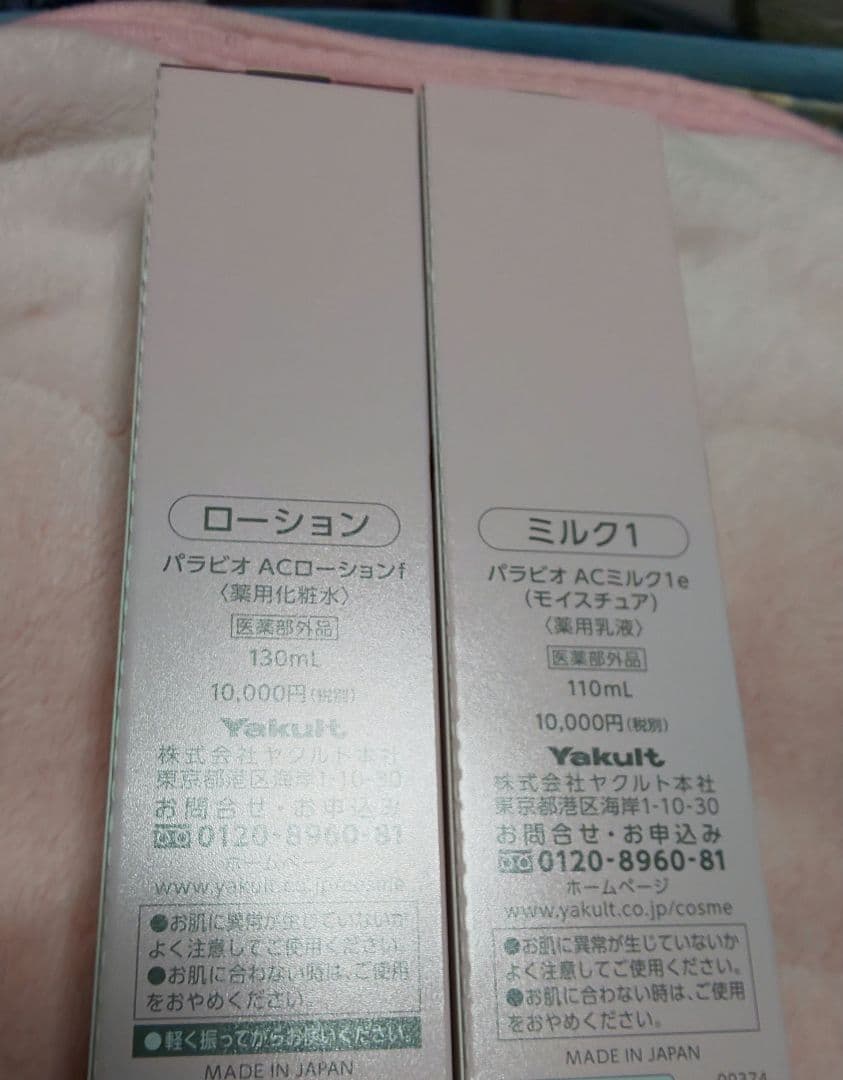 ローション
パラビオ ACローションf
〈薬用化粧水〉
医薬部外品
130mL
10,000円(税別)
Yakult
株式会社ヤクルト本社
東京都港区海岸1-10-30
お問合せ・お申込み
0120-8960-81
ホームページ
www.yakult.co.jp/cosme
●お肌に異常が生じていないか
よく注意してご使用ください。
●お肌に合わない時は、ご使用
をおやめください。
●軽く振ってからお使いください。
MADE IN JAPAN
ミルク1
パラビオ ACミルク1e
(モイスチュア)
〈薬用乳液〉
医薬部外品
110mL
10,000円(税別)
Yakult
株式会社ヤクルト本社
東京都港区海岸1-10-30
お問合せ・お申込み
0120-8960-81
ホームページ
www.yakult.co.jp/cosme
●お肌に異常が生じていないか
よく注意してご使用ください。
●お肌に合わない時は、ご使用
をおやめください。
MADE IN JAPAN